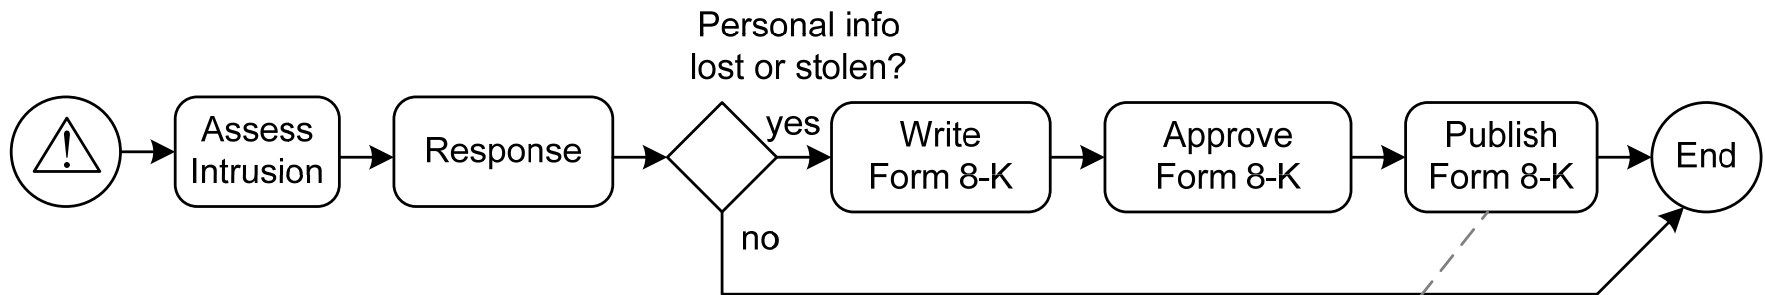 Personal info
lost or stolen?
!
Assess
Intrusion
Response
yes
Write
Form 8-K
Approve
Form 8-K
Publish
Form 8-K
End
no